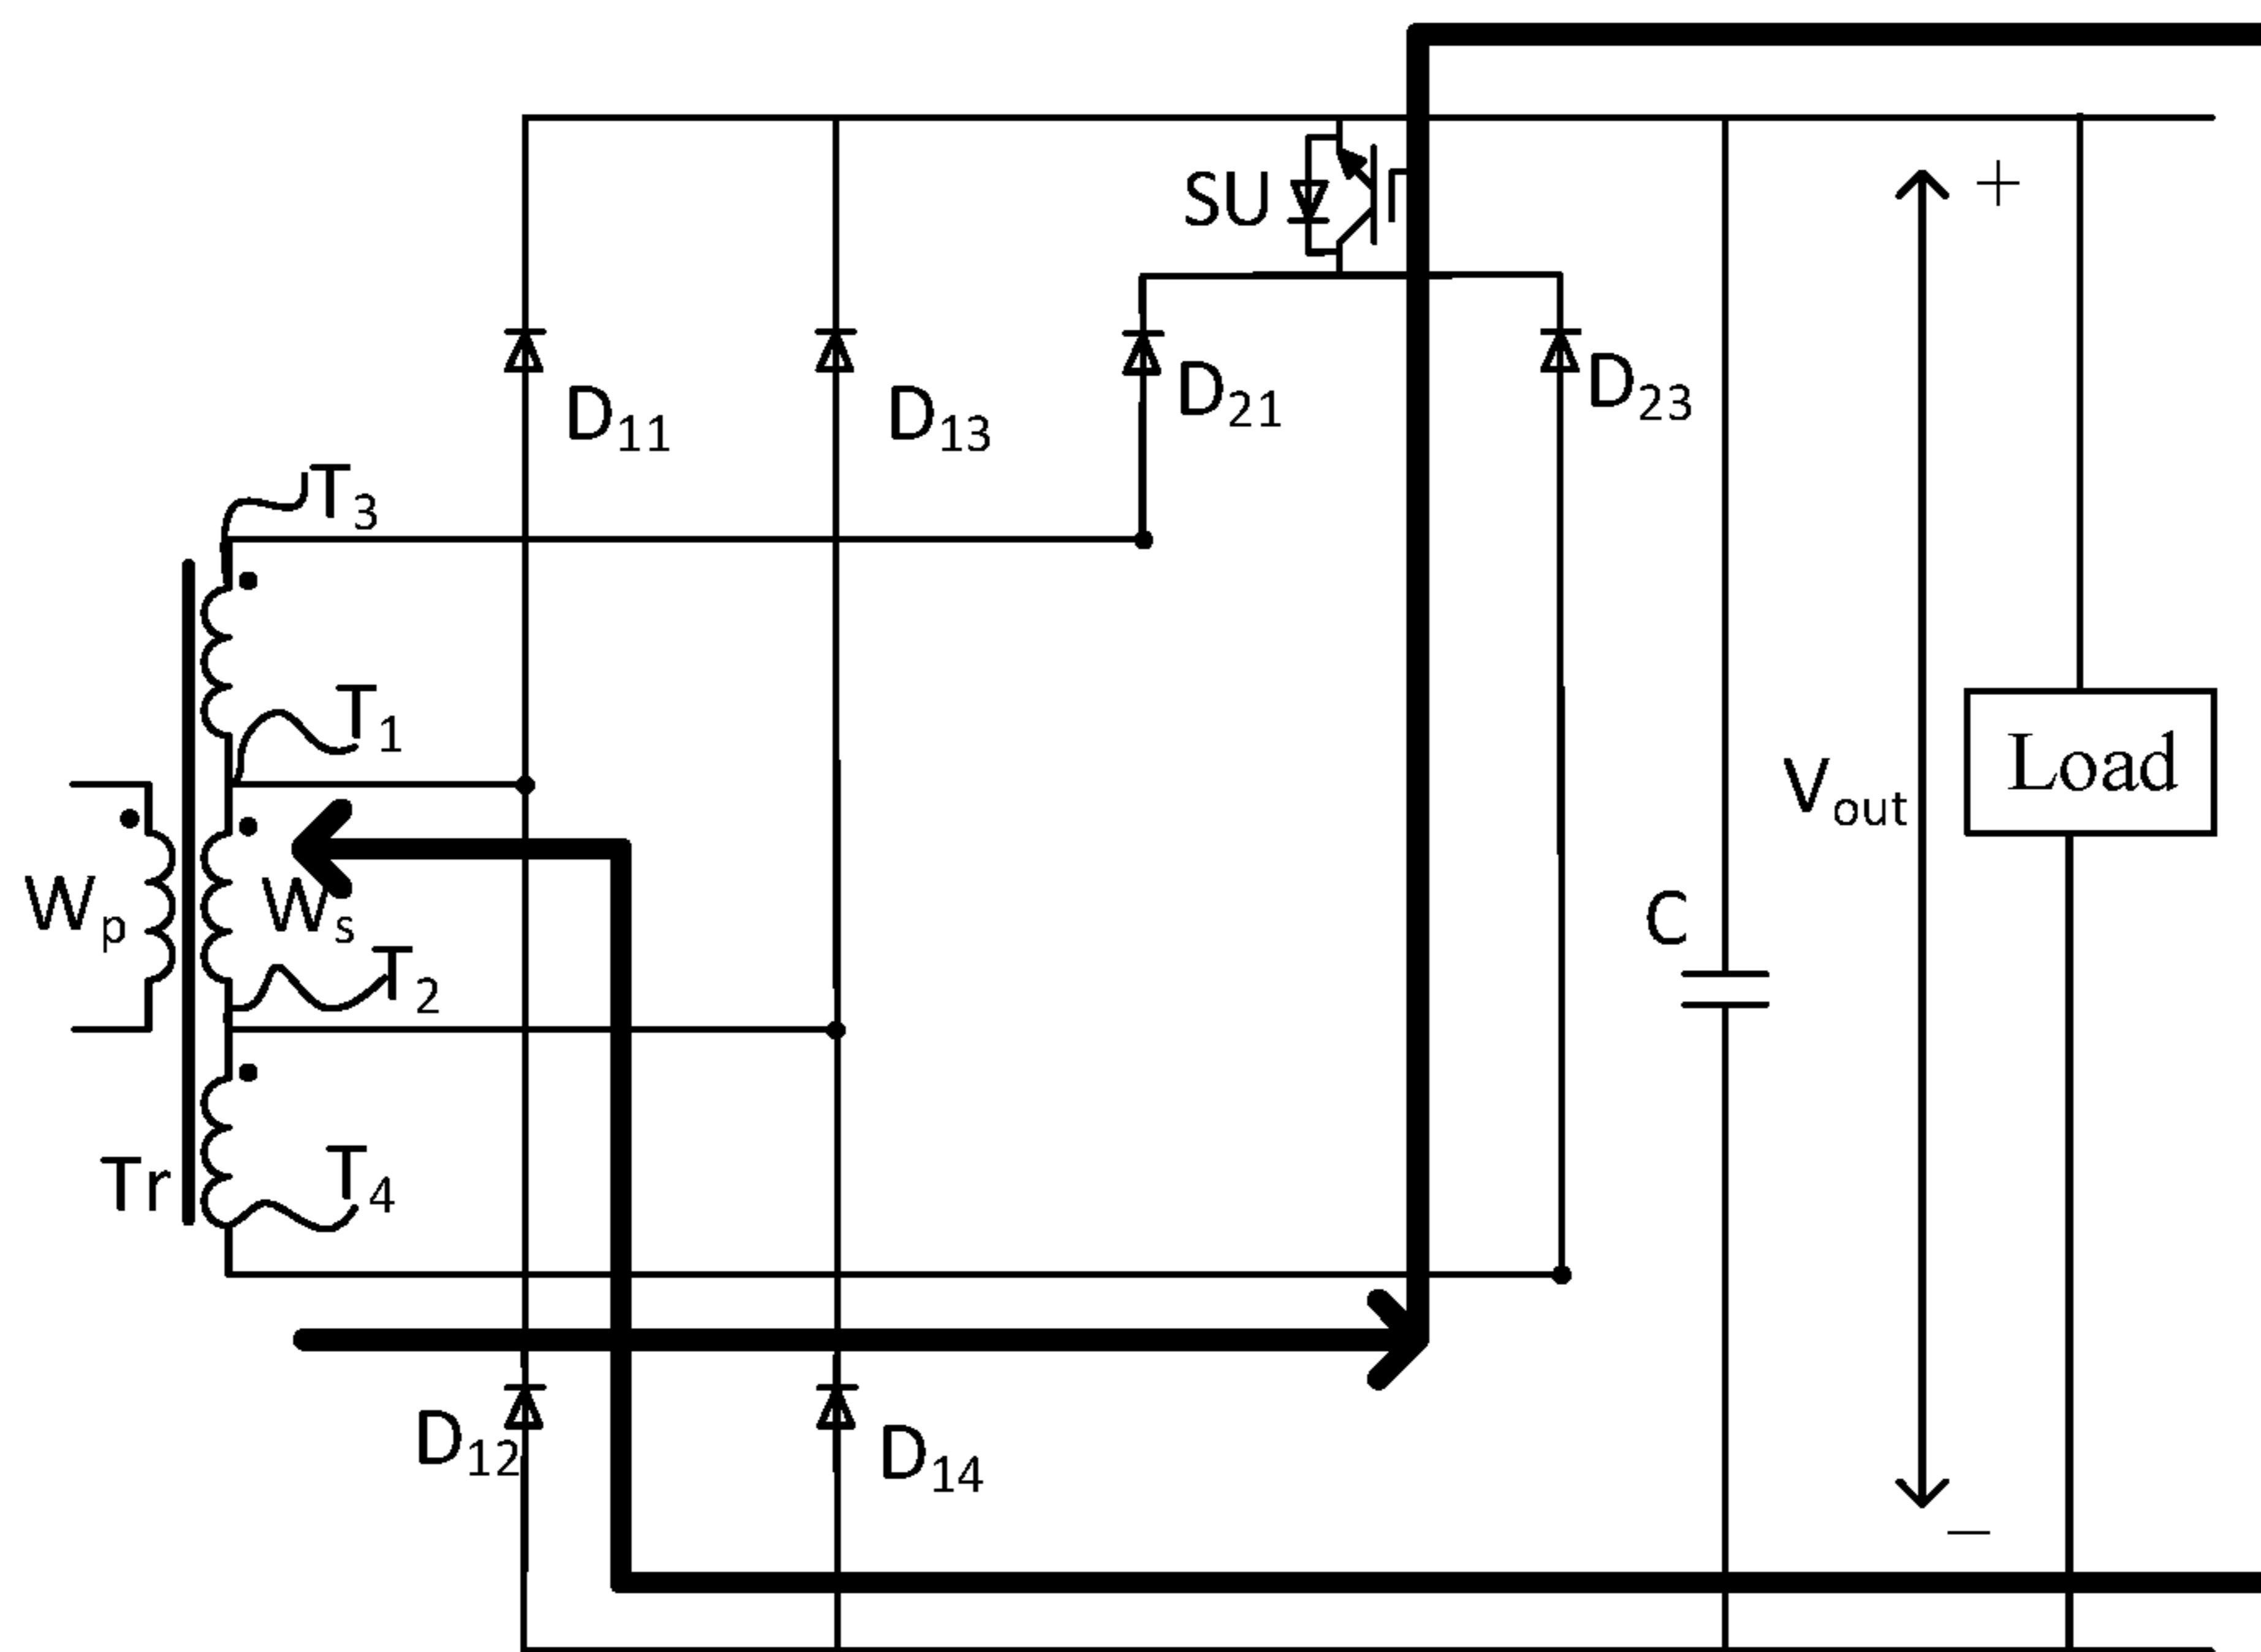 +
SU
D₁₁
D₁₃
D₂₁
D₂₃
T₃
T₁
Load
Vout
Wp
Ws
C
T₂
Tr
T₄
D₁₂
D₁₄
−